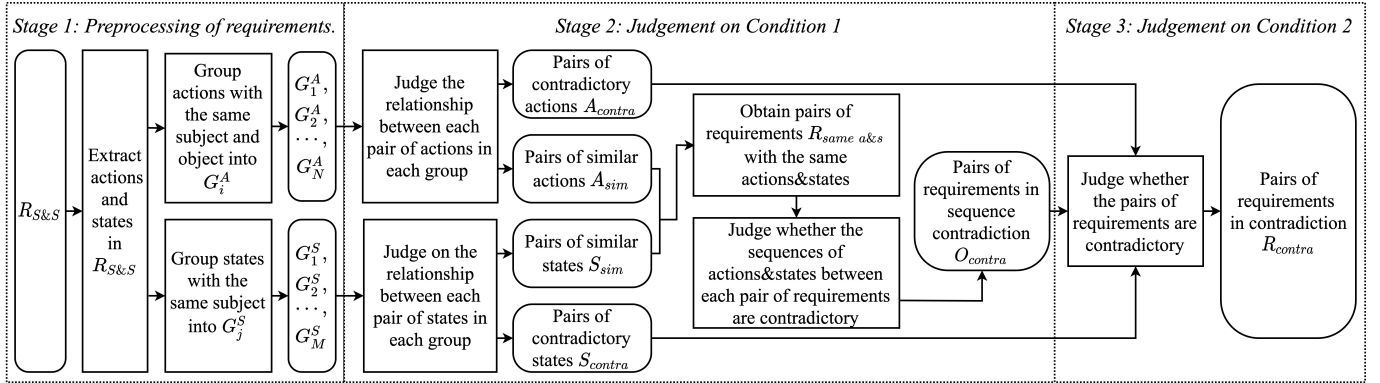 Stage 1: Preprocessing of requirements.
R_{S&S}
Extract
actions
and
states
in
R_{S&S}
Group
actions with
the same
subject and
object into
G_i^A
G_1^A,
G_2^A,
⋯,
G_N^A
Group states
with the
same subject
into G_j^S
G_1^S,
G_2^S,
⋯,
G_M^S
Stage 2: Judgement on Condition 1
Judge the
relationship
between each
pair of actions in
each group
Pairs of
contradictory
actions A_{contra}
Pairs of similar
actions A_{sim}
Judge on the
relationship
between each
pair of states in
each group
Pairs of similar
states S_{sim}
Pairs of
contradictory
states S_{contra}
Obtain pairs of
requirements R_{same a&s}
with the same
actions&states
Judge whether the
sequences of
actions&states between
each pair of requirements
are contradictory
Pairs of
requirements in
sequence
contradiction
O_{contra}
Stage 3: Judgement on Condition 2
Judge whether
the pairs of
requirements are
contradictory
Pairs of
requirements
in contradiction
R_{contra}